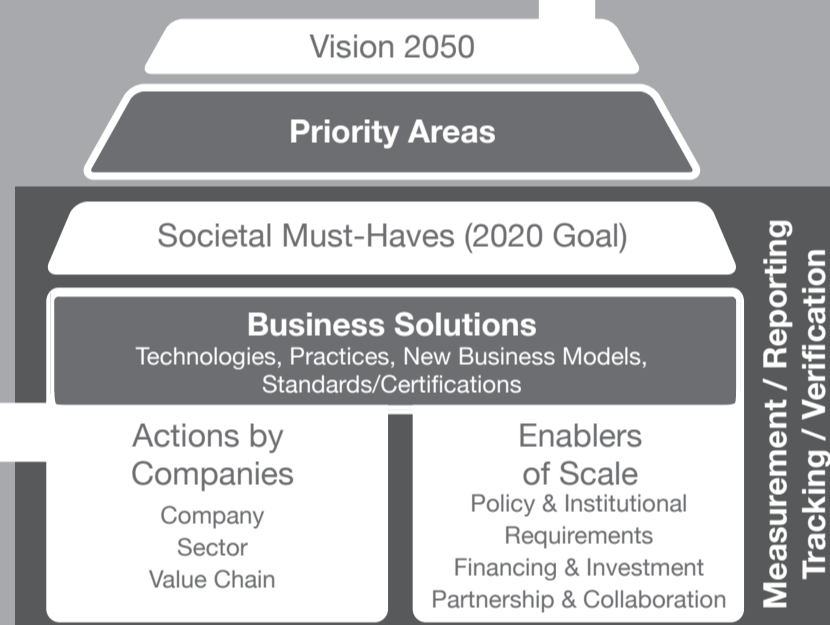 Vision 2050
Priority Areas
Societal Must-Haves (2020 Goal)
Business Solutions
Technologies, Practices, New Business Models,
Standards/Certifications
Actions by
Companies
Company
Sector
Value Chain
Enablers
of Scale
Policy & Institutional
Requirements
Financing & Investment
Partnership & Collaboration
Measurement / Reporting
Tracking / Verification